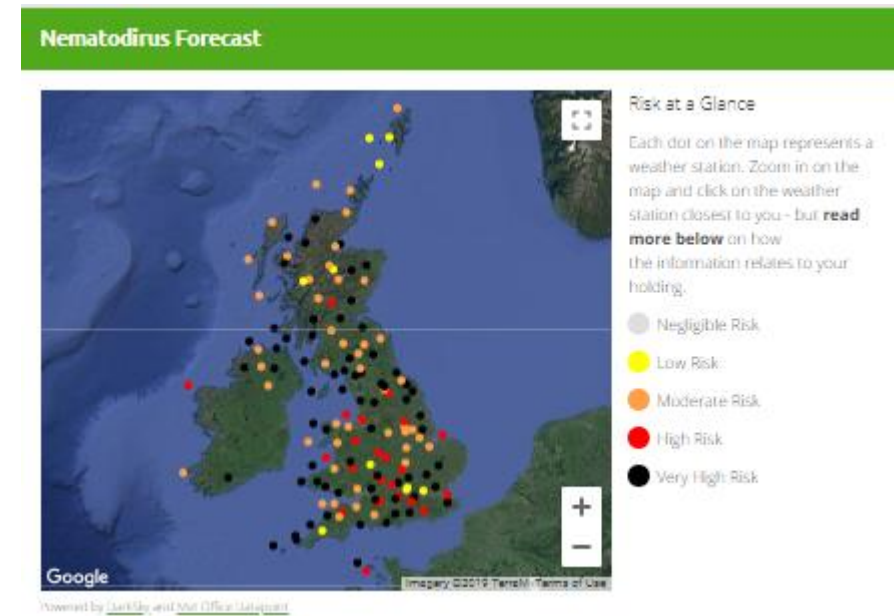 Nematodirus Forecast
Risk at a Glance
Each dot on the map represents a
weather station. Zoom in on the
map and click on the weather
station closest to you - but read
more below on how
the information relates to your
holding.
Negligible Risk
Low Risk
Moderate Risk
High Risk
Very High Risk
+
−
Google
Imagery ©2019 TerraM Terms of Use
Powered by DarkSky and Met Office Datapoint